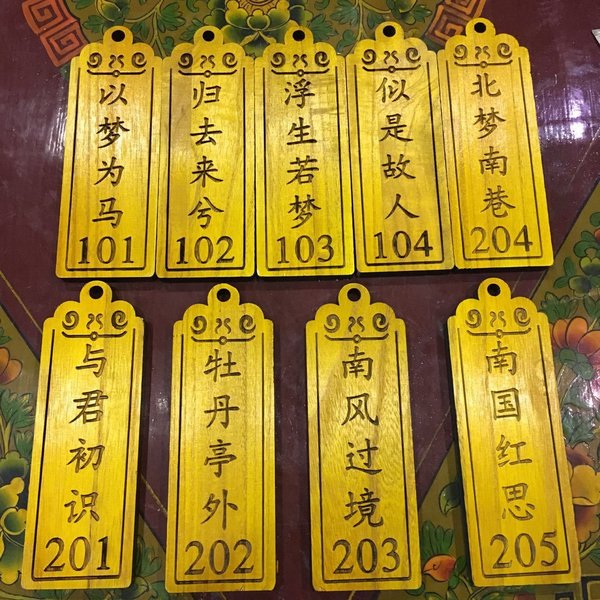 以梦为马
101
归去来兮
102
浮生若梦
103
似是故人
104
北梦南巷
204
与君初识
201
牡丹亭外
202
南风过境
203
南国红思
205